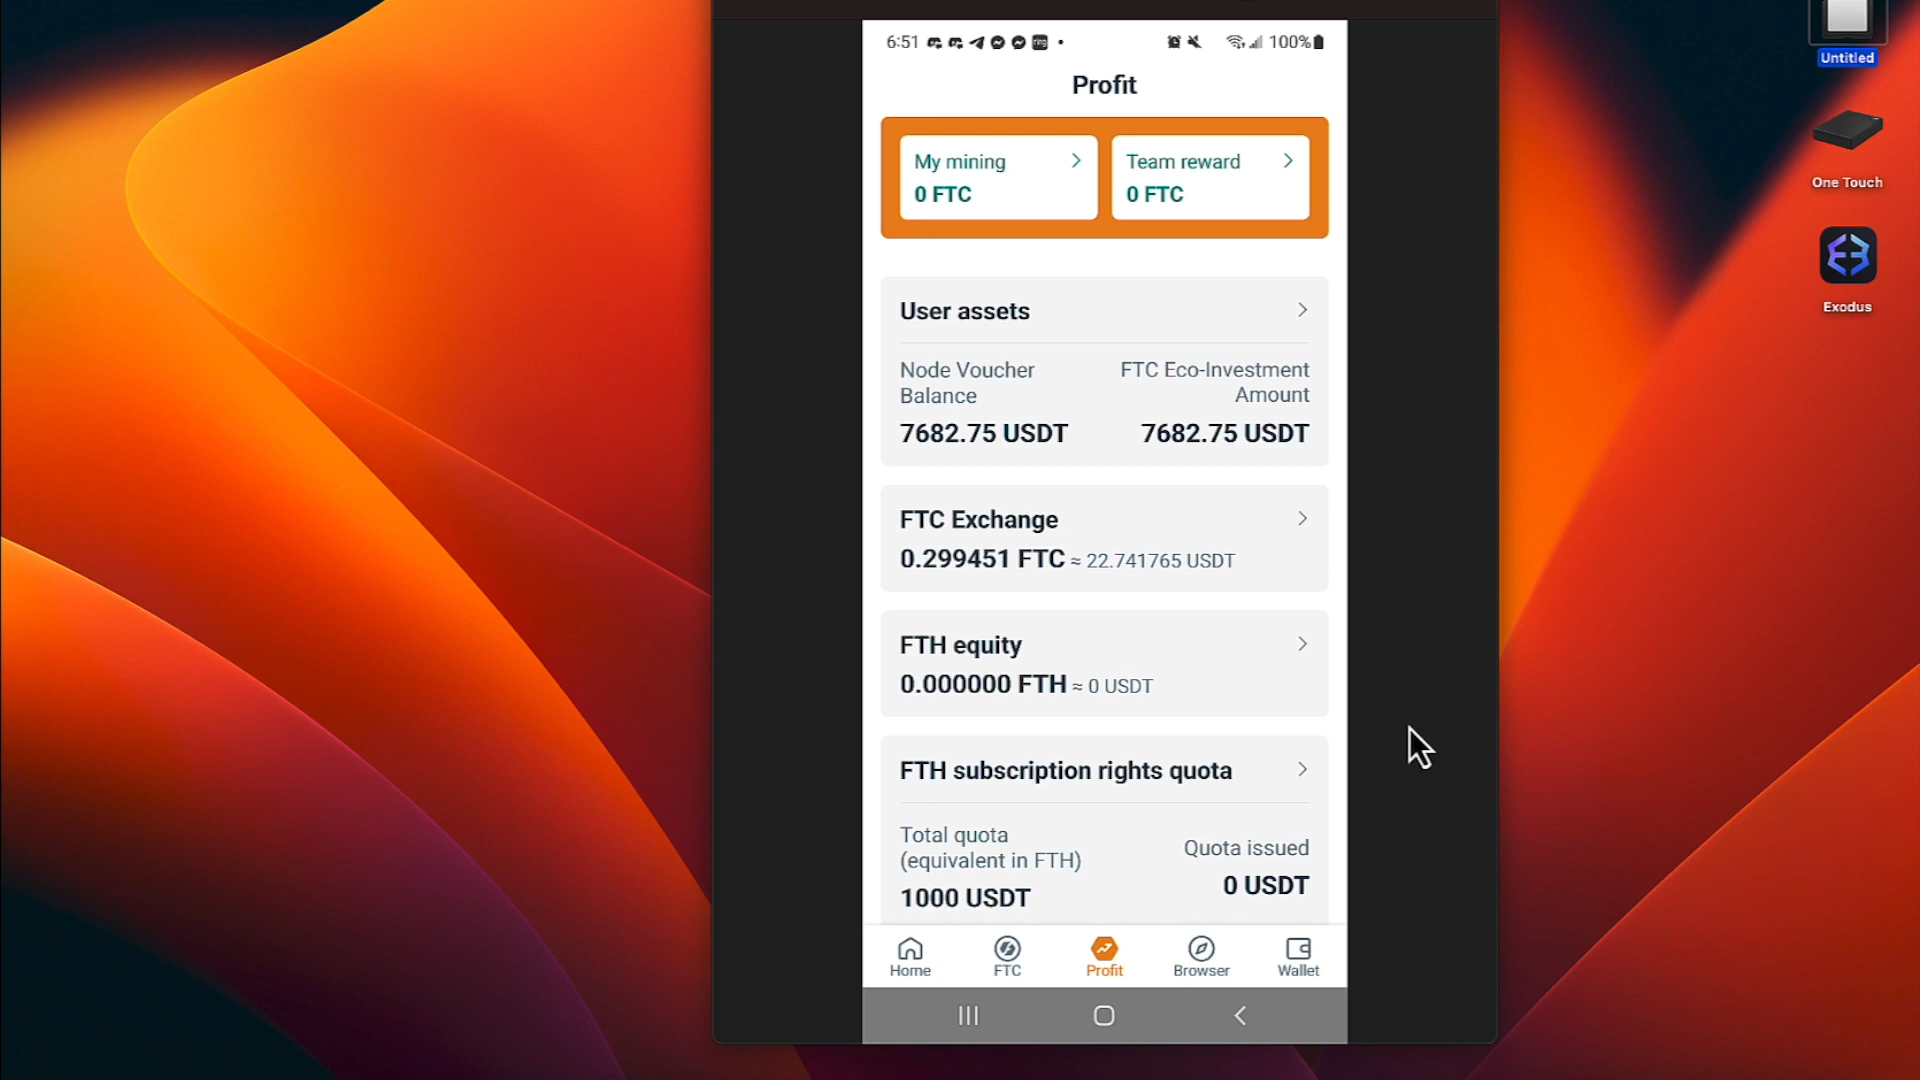 6:51
100%
Profit
My mining
0 FTC
Team reward
0 FTC
User assets
Node Voucher
Balance
7682.75 USDT
FTC Eco-Investment
Amount
7682.75 USDT
FTC Exchange
0.299451 FTC ≈ 22.741765 USDT
FTH equity
0.000000 FTH ≈ 0 USDT
FTH subscription rights quota
Total quota
(equivalent in FTH)
1000 USDT
Quota issued
0 USDT
Home
FTC
Profit
Browser
Wallet
Untitled
One Touch
Exodus